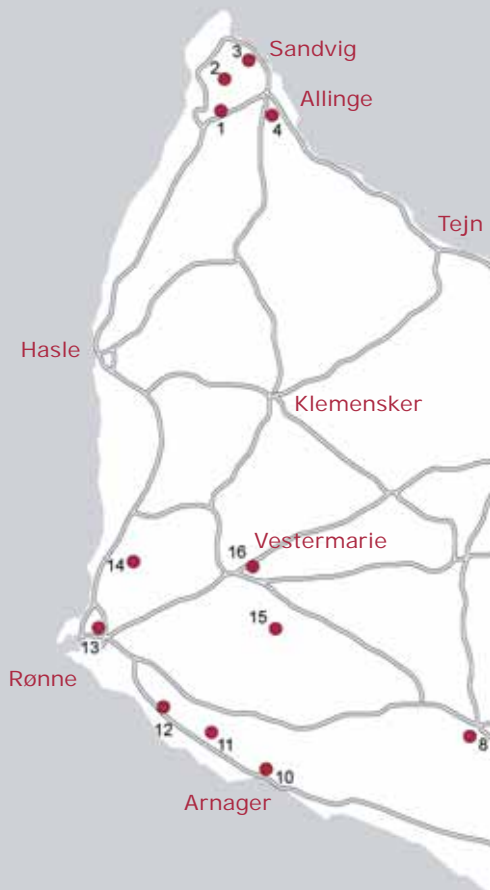 3 Sandvig
2
Allinge
1
4
Tejn
Hasle
Klemensker
16 Vestermarie
14
15
13
Rønne
12
11
8
10
Arnager